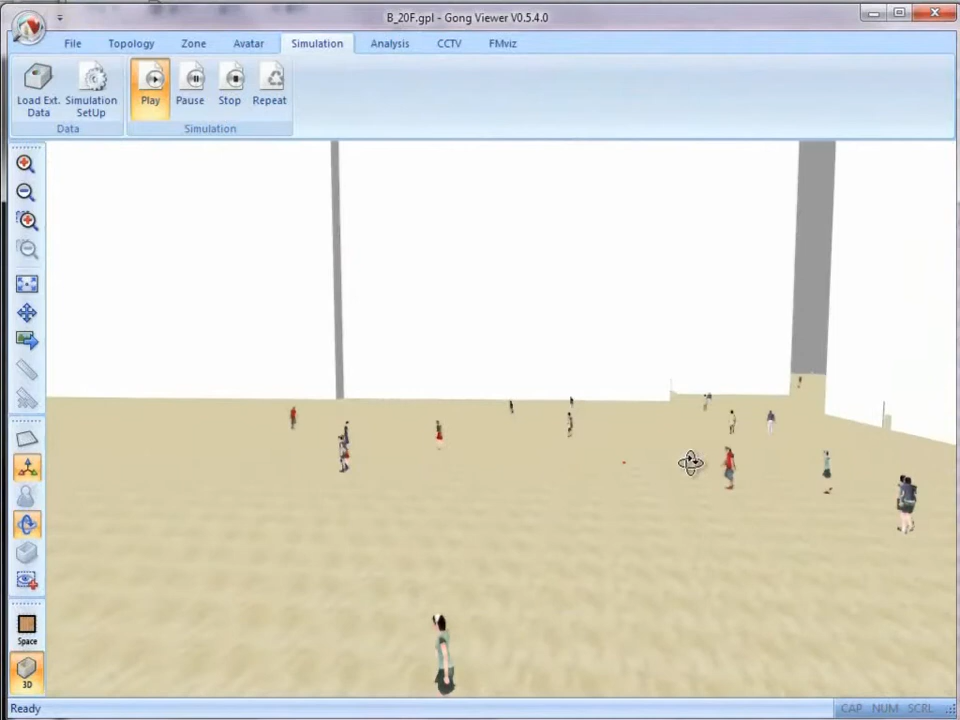 B_20F.gpl - Gong Viewer V0.5.4.0
File Topology Zone Avatar Simulation Analysis CCTV FMviz
Load Ext. Data
Simulation SetUp
Play Pause Stop Repeat
Data Simulation
Space
3D
Ready CAP NUM SCRL